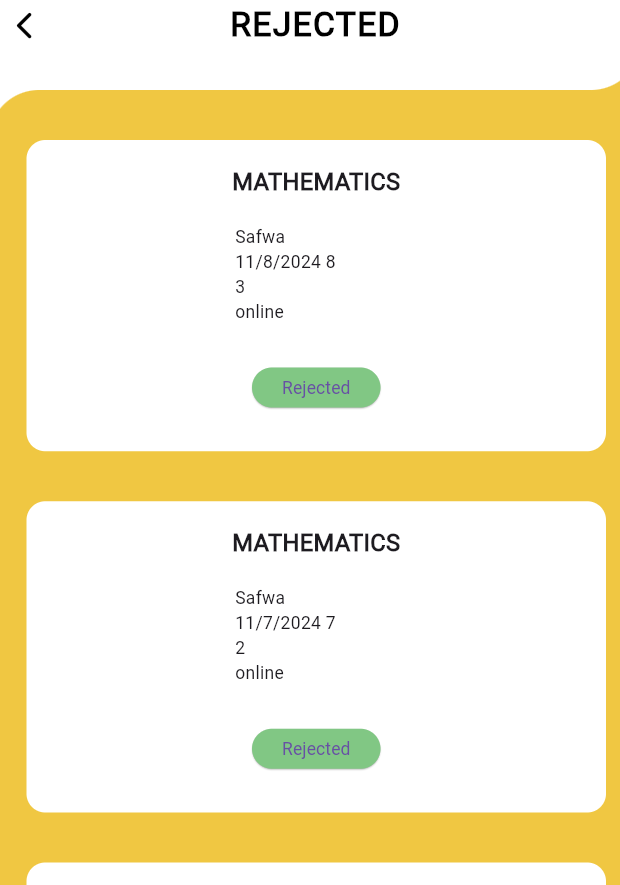 REJECTED
MATHEMATICS
Safwa
11/8/2024 8
3
online
Rejected
MATHEMATICS
Safwa
11/7/2024 7
2
online
Rejected